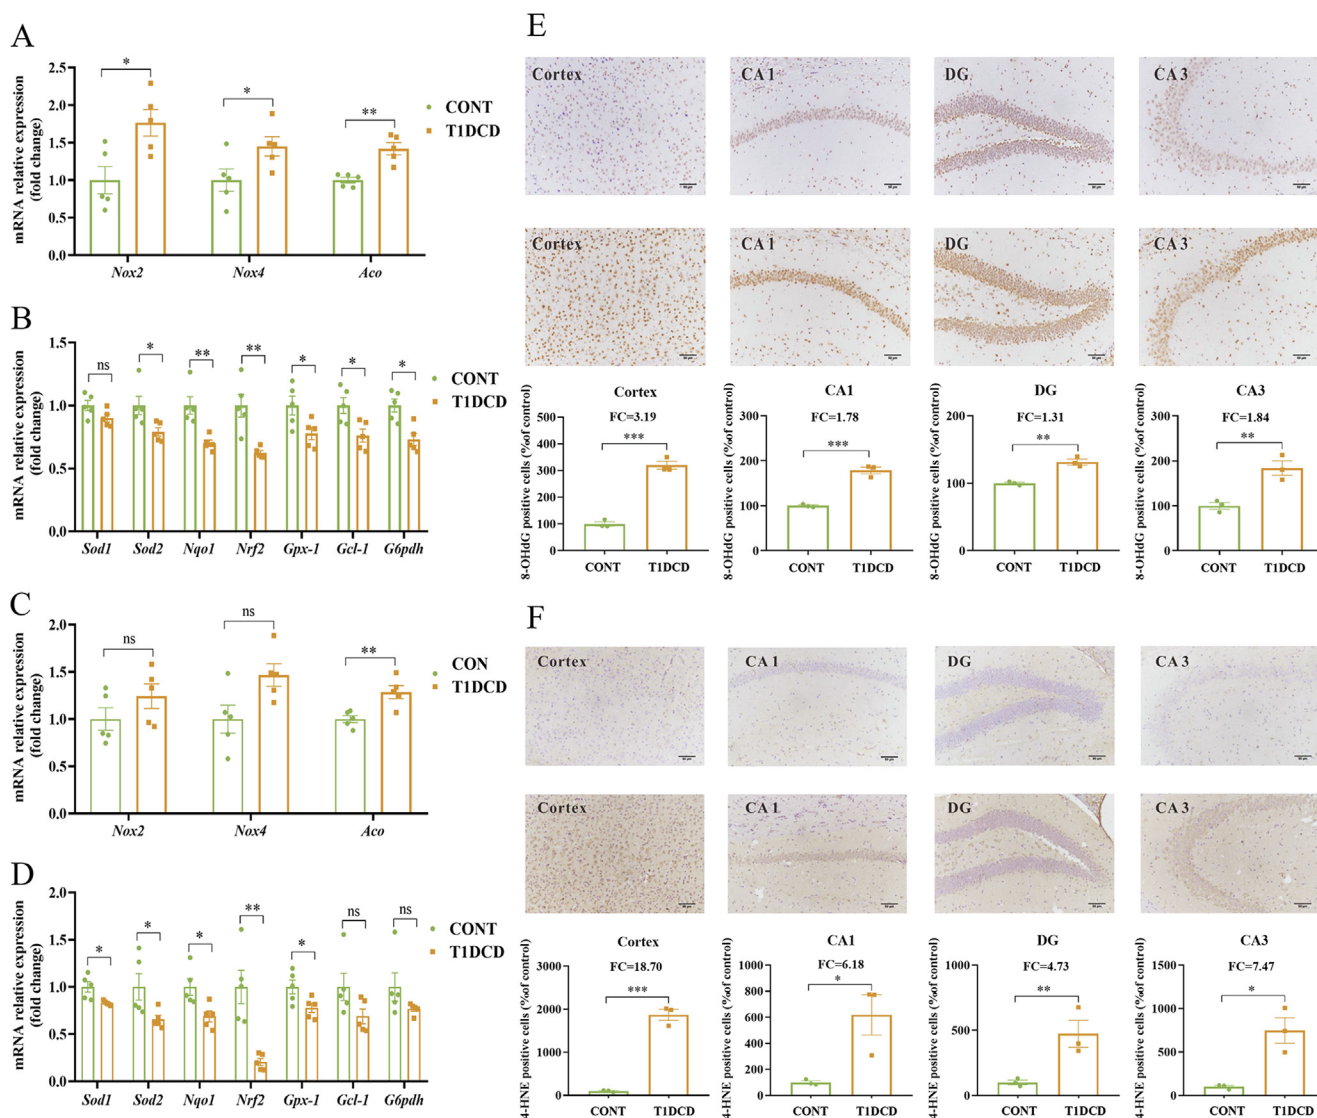 A
mRNA relative expression
(fold change)
2.5
2.0
1.5
1.0
0.5
0.0
*
*
**
Nox2 Nox4 Aco
CONT
T1DCD
B
mRNA relative expression
(fold change)
1.5
1.0
0.5
0.0
ns * ** ** * * *
Sod1 Sod2 Nqo1 Nrf2 Gpx-1 Gcl-1 G6pdh
CONT
T1DCD
C
mRNA relative expression
(fold change)
2.0
1.5
1.0
0.5
0.0
ns ns **
Nox2 Nox4 Aco
CON
T1DCD
D
mRNA relative expression
(fold change)
2.0
1.5
1.0
0.5
0.0
* * * ** * ns ns
Sod1 Sod2 Nqo1 Nrf2 Gpx-1 Gcl-1 G6pdh
CONT
T1DCD
E
Cortex CA1 DG CA3
Cortex CA1 DG CA3
8-OHdG positive cells (%of control)
Cortex
FC=3.19
***
500
400
300
200
100
0
CONT T1DCD
8-OHdG positive cells (%of control)
CA1
FC=1.78
***
300
200
100
0
CONT T1DCD
8-OHdG positive cells (%of control)
DG
FC=1.31
**
200
150
100
50
0
CONT T1DCD
8-OHdG positive cells (%of control)
CA3
FC=1.84
**
300
200
100
0
CONT T1DCD
F
Cortex CA1 DG CA3
Cortex CA1 DG CA3
4-HNE positive cells (%of control)
Cortex
FC=18.70
***
3000
2000
1000
0
CONT T1DCD
4-HNE positive cells (%of control)
CA1
FC=6.18
*
1000
800
600
400
200
0
CONT T1DCD
4-HNE positive cells (%of control)
DG
FC=4.73
**
1000
500
0
CONT T1DCD
4-HNE positive cells (%of control)
CA3
FC=7.47
*
1500
1000
500
0
CONT T1DCD